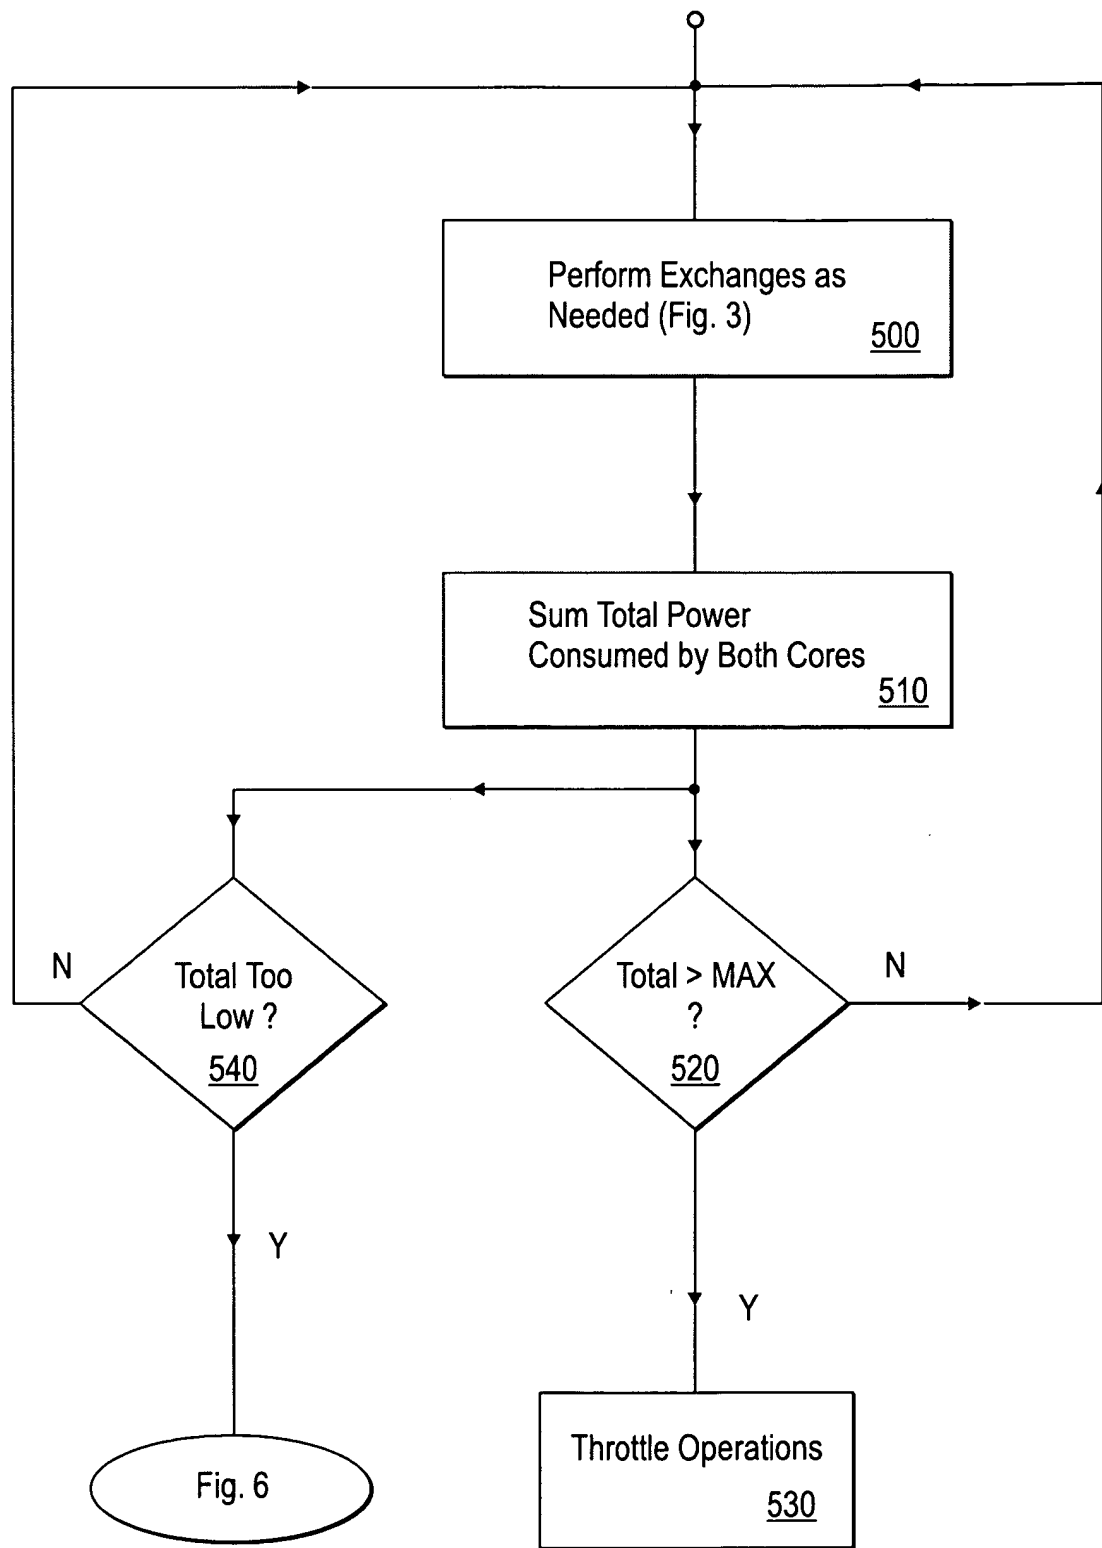 Perform Exchanges as
Needed (Fig. 3)
500
Sum Total Power
Consumed by Both Cores
510
N
Total Too
Low ?
540
Total > MAX
?
520
N
Y
Y
Fig. 6
Throttle Operations
530